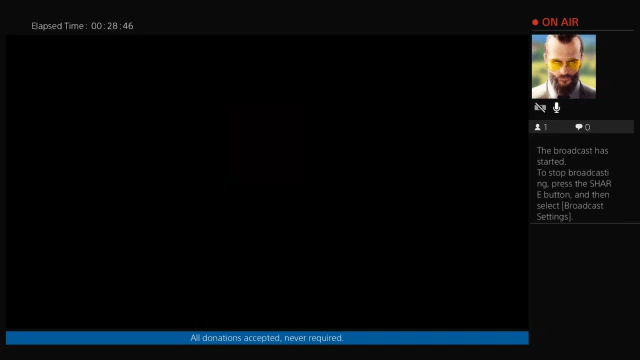 Elapsed Time: 00:28:46
ON AIR
1
0
The broadcast has
started.
To stop broadcasti
ng, press the SHAR
E button, and then
select [Broadcast
Settings].
All donations accepted, never required.